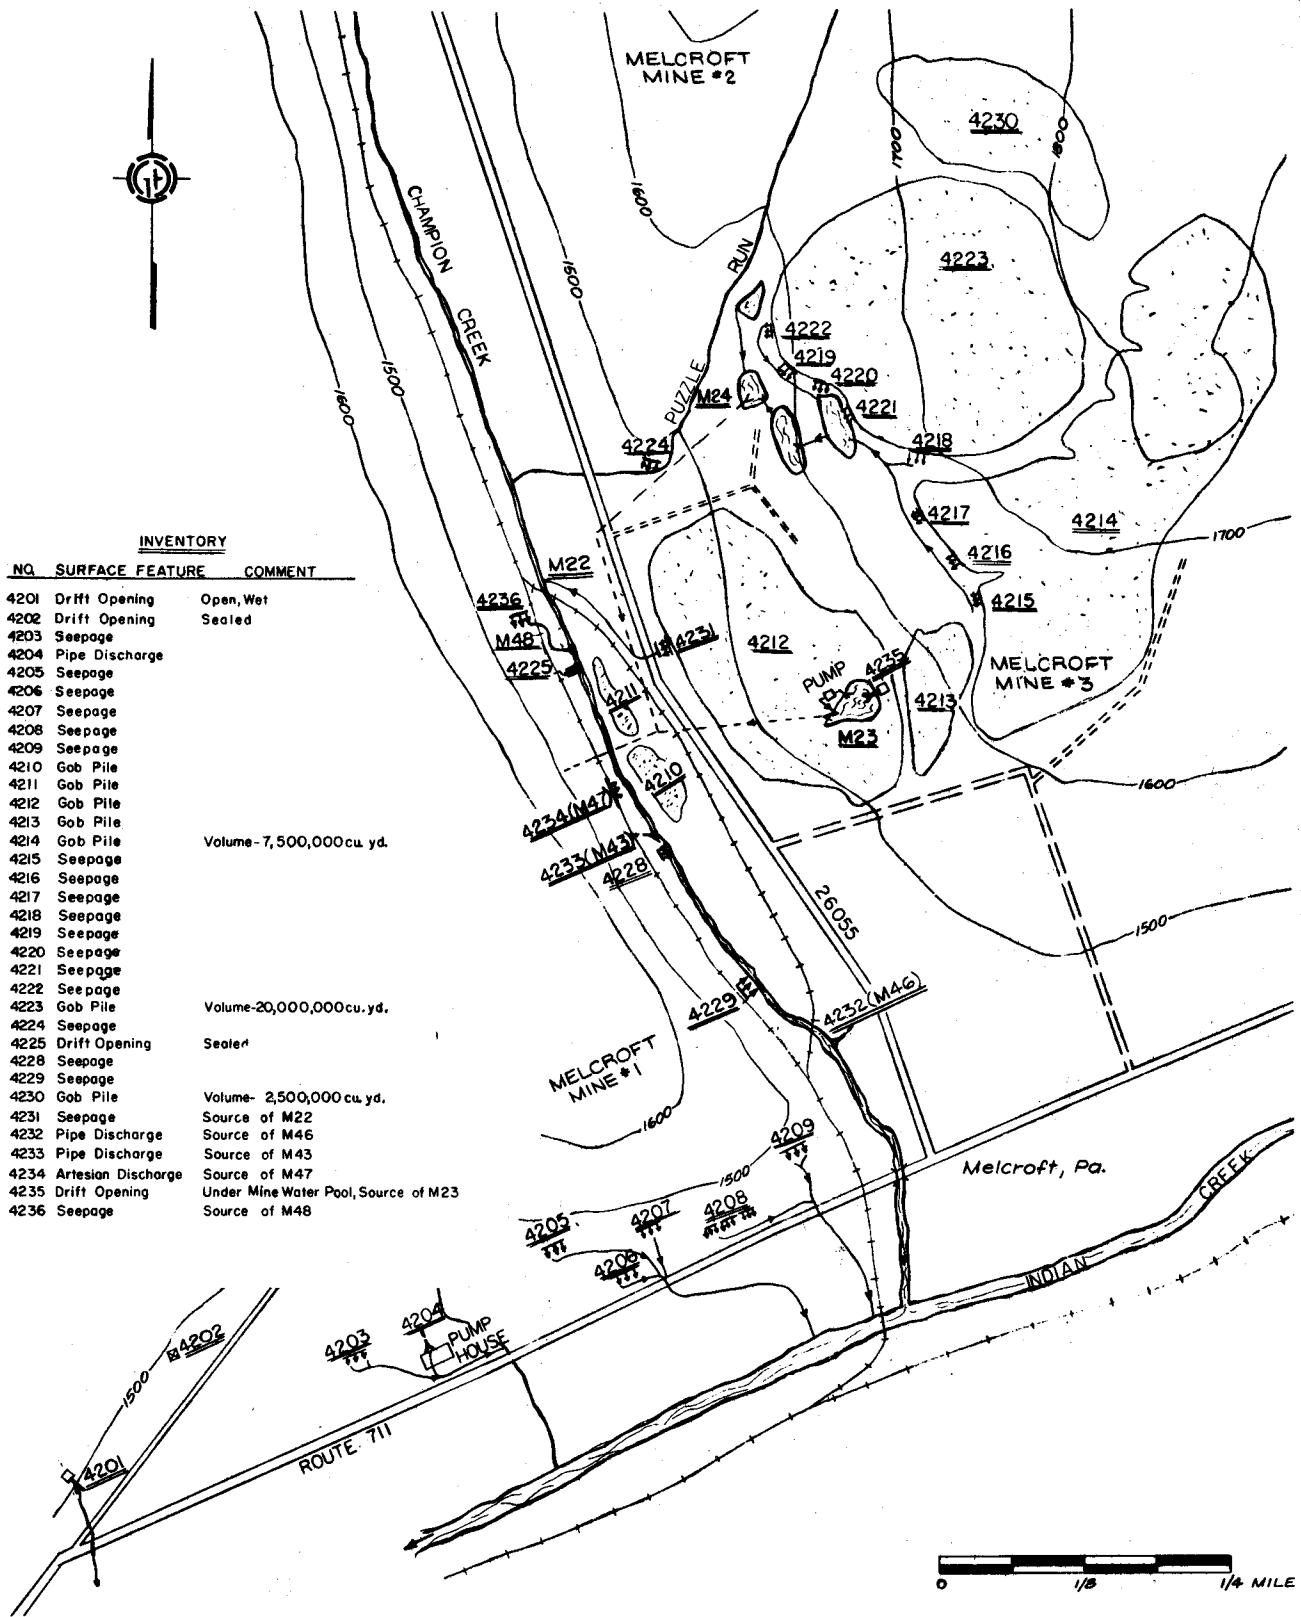 MELCROFT
MINE #2
4230
1700
1800
CHAMPION
CREEK
1600
1500
RUN
4223
4222
4219
4220
4221
M24
PUZZLE
4218
1500
1600
4224
4217
4214
4216
1700
4215
INVENTORY
NO. SURFACE FEATURE COMMENT
4201 Drift Opening Open, Wet
4202 Drift Opening Sealed
4203 Seepage
4204 Pipe Discharge
4205 Seepage
4206 Seepage
4207 Seepage
4208 Seepage
4209 Seepage
4210 Gob Pile
4211 Gob Pile
4212 Gob Pile
4213 Gob Pile
4214 Gob Pile Volume-7,500,000 cu. yd.
4215 Seepage
4216 Seepage
4217 Seepage
4218 Seepage
4219 Seepage
4220 Seepage
4221 Seepage
4222 Seepage
4223 Gob Pile Volume-20,000,000 cu. yd.
4224 Seepage
4225 Drift Opening Sealed
4228 Seepage
4229 Seepage
4230 Gob Pile Volume- 2,500,000 cu. yd.
4231 Seepage Source of M22
4232 Pipe Discharge Source of M46
4233 Pipe Discharge Source of M43
4234 Artesian Discharge Source of M47
4235 Drift Opening Under Mine Water Pool, Source of M23
4236 Seepage Source of M48
M22
4236
M48
4225
4231
4212
4211
PUMP
4235
MELCROFT
MINE #3
4213
M23
4210
4234(M47)
4233(M43)
4228
1600
26055
1500
4229
4232(M46)
MELCROFT
MINE #1
1600
4209
Melcroft, Pa.
1500
4208
4207
4205
4206
CREEK
INDIAN
4204
PUMP
HOUSE
4203
4202
1500
4201
ROUTE 711
0 1/8 1/4 MILE